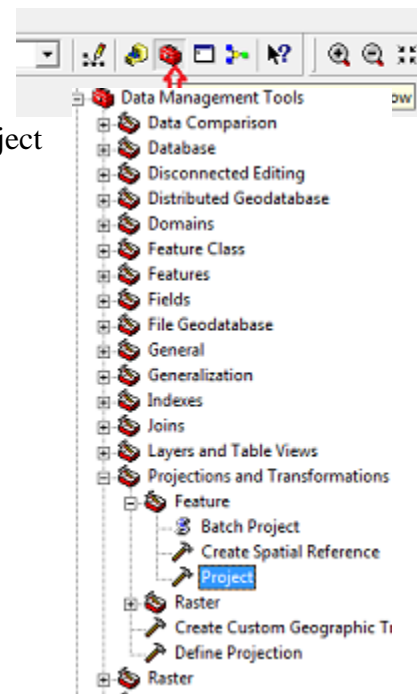 Data Management Tools
ow
Data Comparison
ject
Database
Disconnected Editing
Distributed Geodatabase
Domains
Feature Class
Features
Fields
File Geodatabase
General
Generalization
Indexes
Joins
Layers and Table Views
Projections and Transformations
Feature
Batch Project
Create Spatial Reference
Project
Raster
Create Custom Geographic Tr
Define Projection
Raster